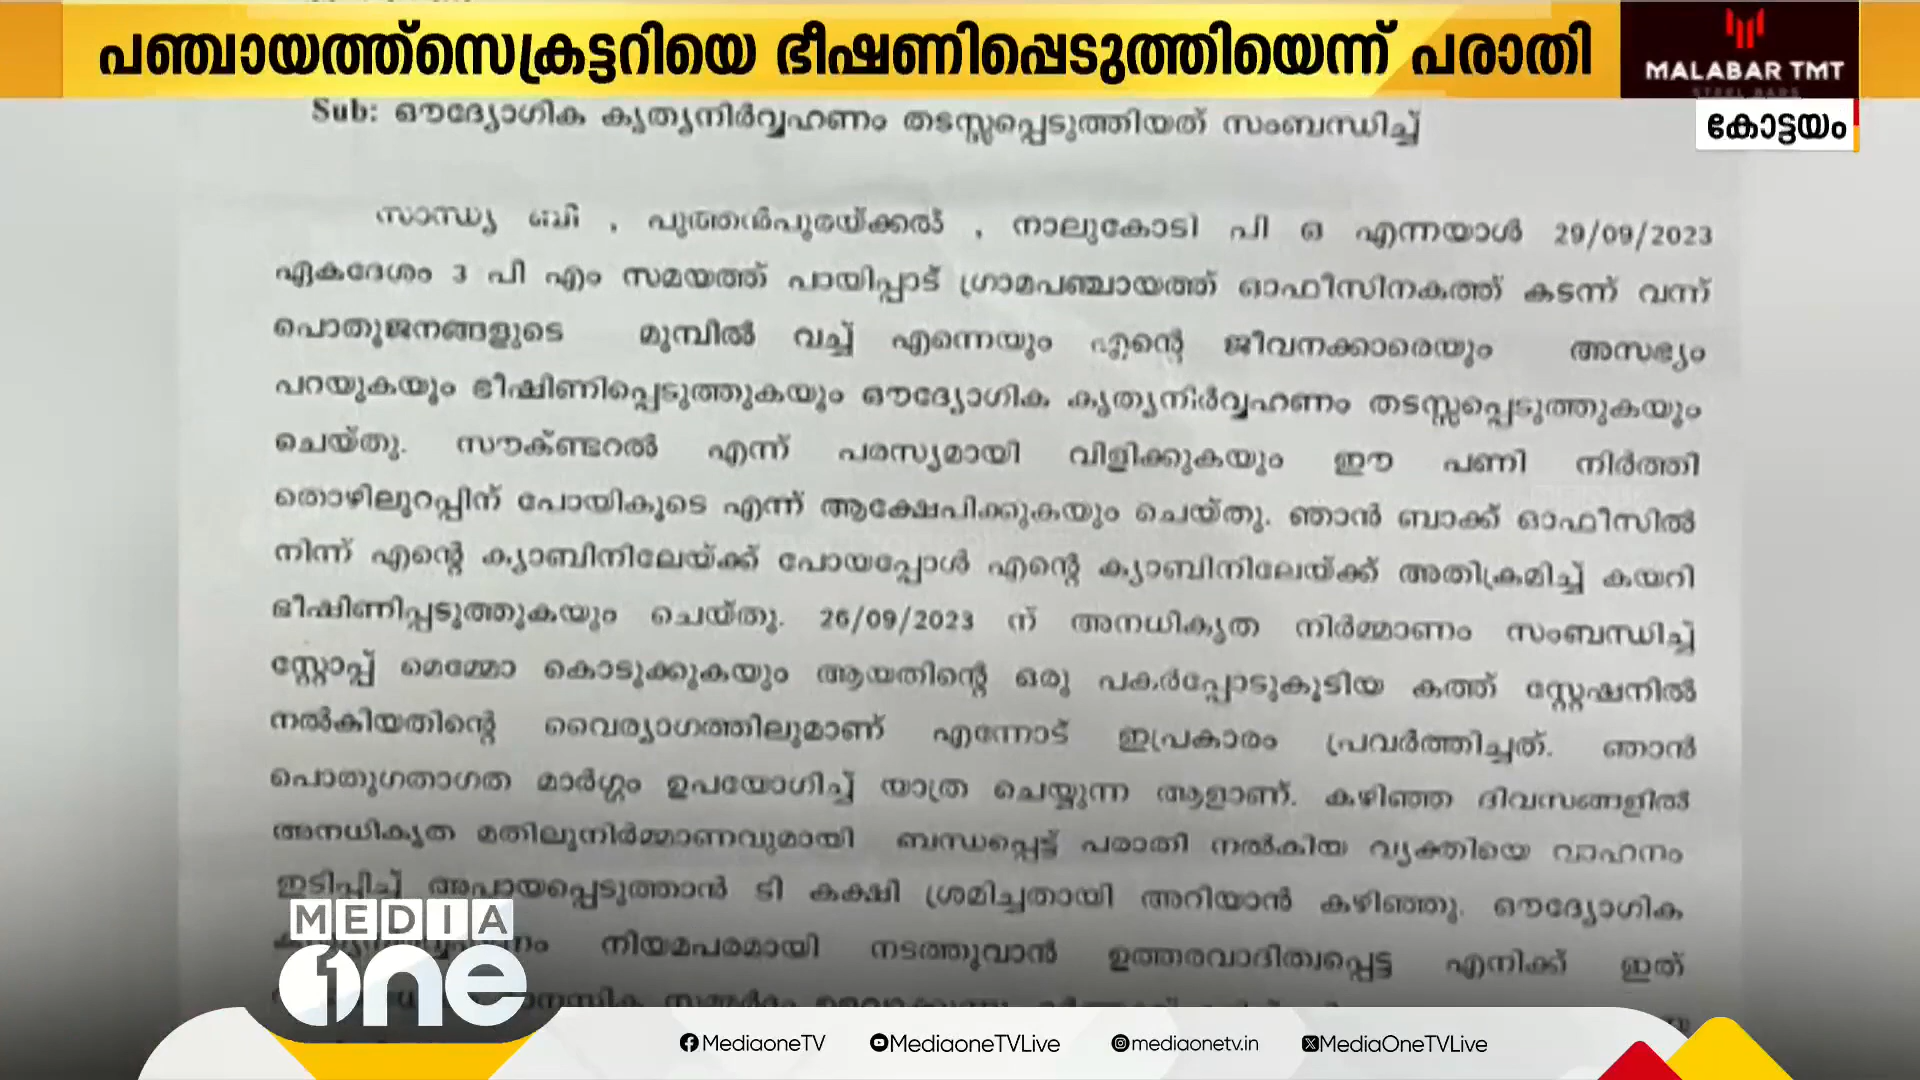 പഞ്ചായത്ത്സെക്രട്ടറിയെ ഭീഷണിപ്പെടുത്തിയെന്ന് പരാതി
MALABAR TMT
STEEL BARS
കോട്ടയം
Sub: ഔദ്യോഗിക കൃത്യനിർവ്വഹണം തടസ്സപ്പെടുത്തിയത് സംബന്ധിച്ച്
സാന്ധ്യ ബി , പുത്തൻപുരയ്ക്കൽ , നാലുകോടി പി ഒ എന്നയാൾ 29/09/2023
ഏകദേശം 3 പി എം സമയത്ത് പായിപ്പാട് ഗ്രാമപഞ്ചായത്ത് ഓഫീസിനകത്ത് കടന്ന് വന്ന്
പൊതുജനങ്ങളുടെ മുമ്പിൽ വച്ച് എന്നെയും എന്റെ ജീവനക്കാരെയും അസഭ്യം
പറയുകയും ഭീഷിണിപ്പെടുത്തുകയും ഔദ്യോഗിക കൃത്യനിർവ്വഹണം തടസ്സപ്പെടുത്തുകയും
ചെയ്തു. സൗക്ണ്ടറൽ എന്ന് പരസ്യമായി വിളിക്കുകയും ഈ പണി നിർത്തി
തൊഴിലുറപ്പിന് പോയികൂടെ എന്ന് ആക്ഷേപിക്കുകയും ചെയ്തു. ഞാൻ ബാക്ക് ഓഫീസിൽ
നിന്ന് എന്റെ ക്യാബിനിലേയ്ക്ക് പോയപ്പോൾ എന്റെ ക്യാബിനിലേയ്ക്ക് അതിക്രമിച്ച് കയറി
ഭീഷിണിപ്പടുത്തുകയും ചെയ്തു. 26/09/2023 ന് അനധികൃത നിർമ്മാണം സംബന്ധിച്ച്
സ്റ്റോപ്പ് മെമ്മോ കൊടുക്കുകയും ആയതിന്റെ ഒരു പകർപ്പോടുകൂടിയ കത്ത് സ്റ്റേഷനിൽ
നൽകിയതിന്റെ വൈര്യാഗത്തിലുമാണ് എന്നോട് ഇപ്രകാരം പ്രവർത്തിച്ചത്. ഞാൻ
പൊതുഗതാഗത മാർഗ്ഗം ഉപയോഗിച്ച് യാത്ര ചെയ്യുന്ന ആളാണ്. കഴിഞ്ഞ ദിവസങ്ങളിൽ
അനധികൃത മതിലുനിർമ്മാണവുമായി ബന്ധപ്പെട്ട് പരാതി നൽകിയ വ്യക്തിയെ വാഹനം
ഇടിപ്പിച്ച് അപായപ്പെടുത്താൻ ടി കക്ഷി ശ്രമിച്ചതായി അറിയാൻ കഴിഞ്ഞു. ഔദ്യോഗിക
നിയമപരമായി നടത്തുവാൻ ഉത്തരവാദിത്വപ്പെട്ട എനിക്ക് ഇത്
MEDIA
one
MediaoneTV MediaoneTVLive mediaonetv.in MediaOneTVLive